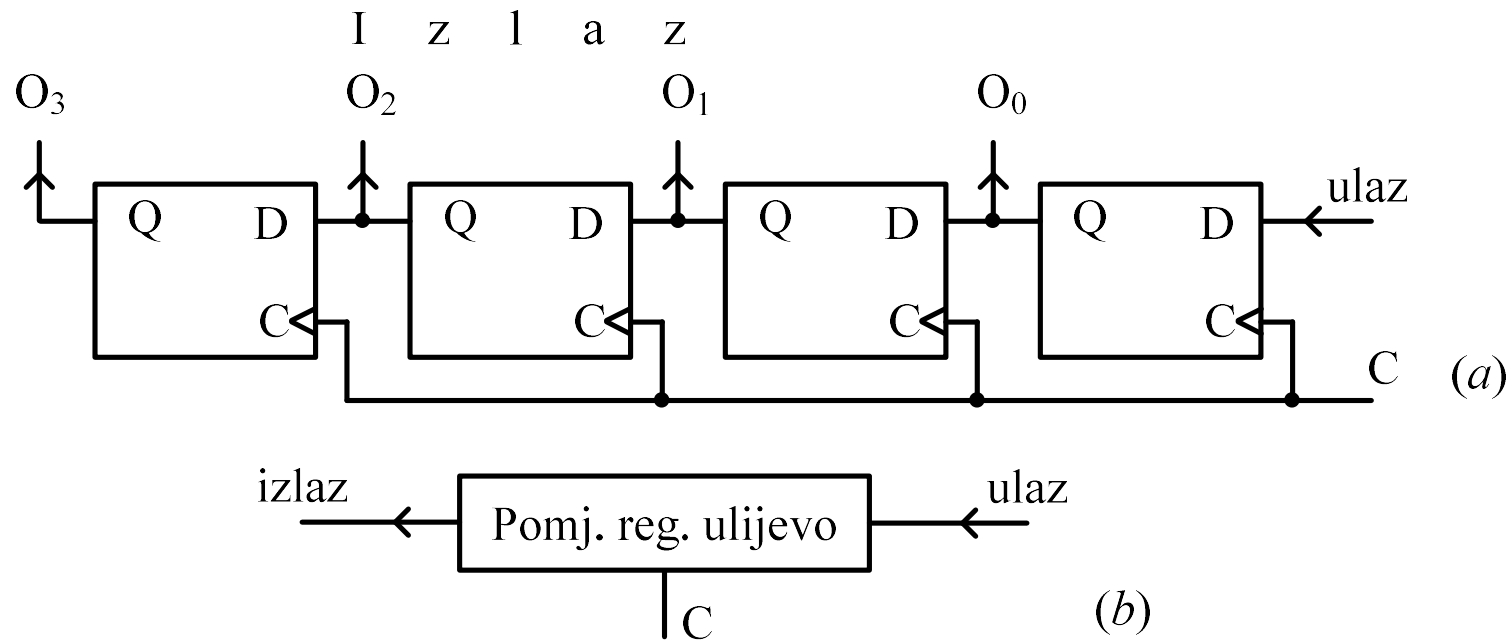 I z l a z
O₃ O₂ O₁ O₀
Q D Q D Q D Q D ulaz
C C C C
C (a)
izlaz Pomj. reg. ulijevo ulaz
C (b)